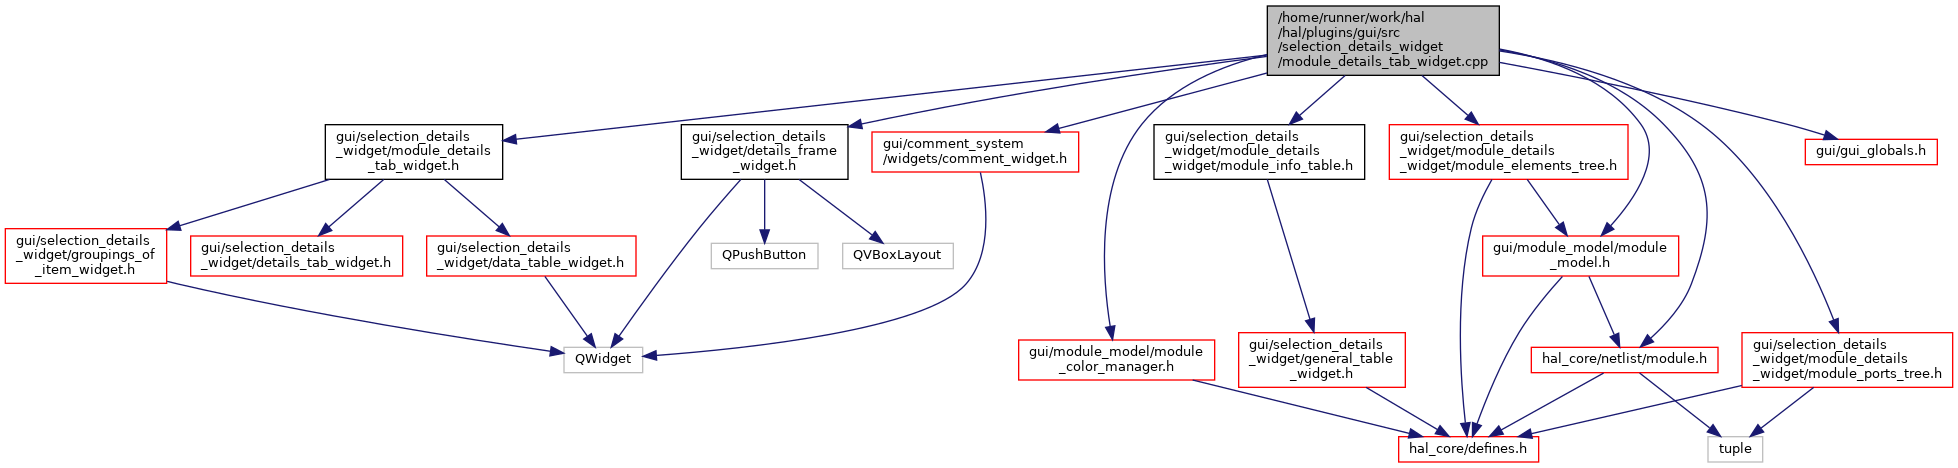 /home/runner/work/hal
/hal/plugins/gui/src
/selection_details_widget
/module_details_tab_widget.cpp
gui/selection_details
_widget/module_details
_tab_widget.h
gui/selection_details
_widget/details_frame
_widget.h
gui/comment_system
/widgets/comment_widget.h
gui/selection_details
_widget/module_details
_widget/module_info_table.h
gui/selection_details
_widget/module_details
_widget/module_elements_tree.h
gui/gui_globals.h
gui/selection_details
_widget/groupings_of
_item_widget.h
gui/selection_details
_widget/details_tab_widget.h
gui/selection_details
_widget/data_table_widget.h
QPushButton
QVBoxLayout
gui/module_model/module
_model.h
QWidget
gui/module_model/module
_color_manager.h
gui/selection_details
_widget/general_table
_widget.h
hal_core/netlist/module.h
gui/selection_details
_widget/module_details
_widget/module_ports_tree.h
hal_core/defines.h
tuple